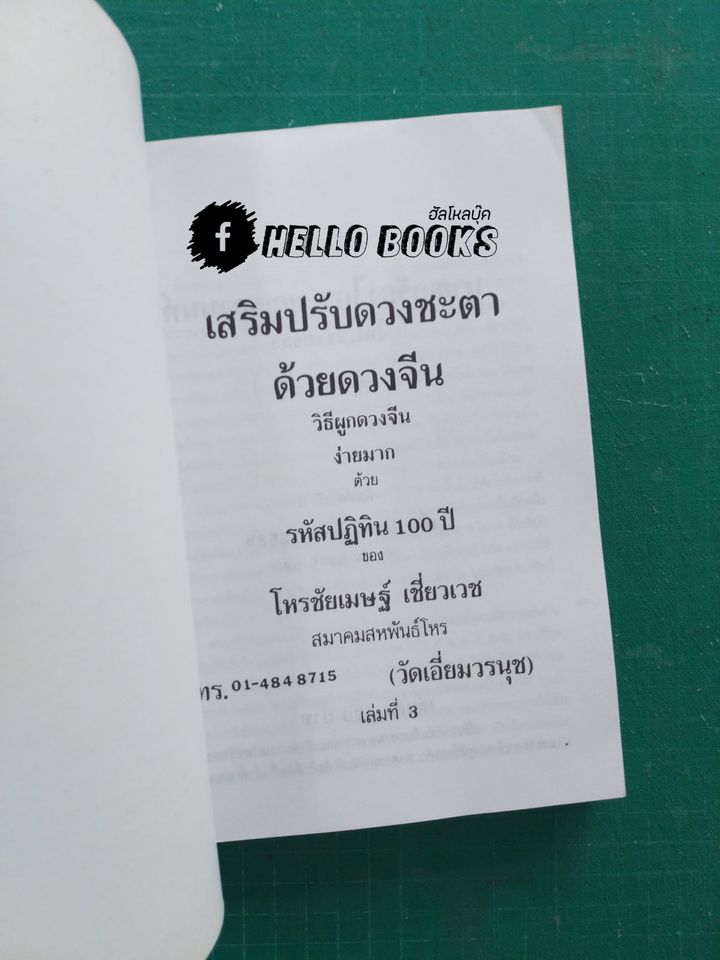 ฮัลโหลบุ๊ค
f HELLO BOOKS
เสริมปรับดวงชะตา
ด้วยดวงจีน
วิธีผูกดวงจีน
ง่ายมาก
ด้วย
รหัสปฏิทิน 100 ปี
ของ
โหรชัยเมษฐ์ เชี่ยวเวช
สมาคมสหพันธ์โหร
ทร. 01-484 8715 (วัดเอี่ยมวรนุช)
เล่มที่ 3